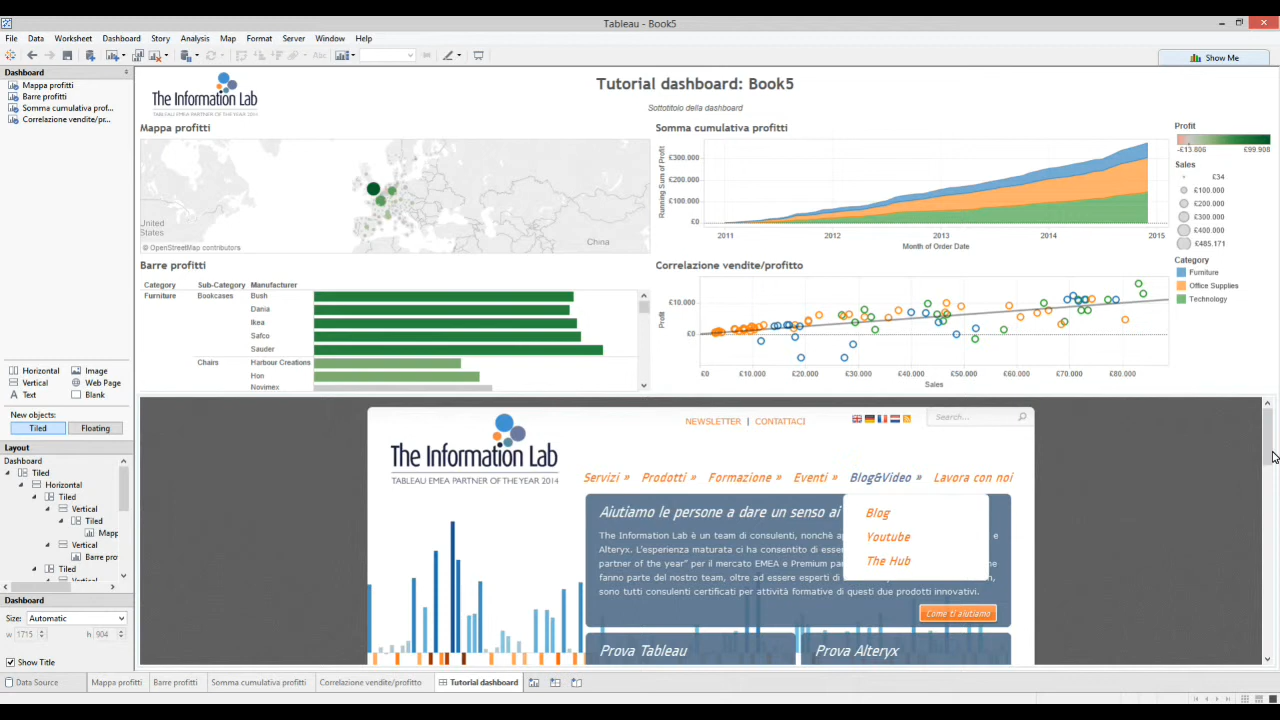 Tableau - Book5
File Data Worksheet Dashboard Story Analysis Map Format Server Window Help
Show Me
Dashboard
Mappa profitti
Barre profitti
Somma cumulativa prof...
Correlazione vendite/pr...
Horizontal Image
Vertical Web Page
Text Blank
New objects:
Tiled Floating
Layout
Dashboard
Tiled
Horizontal
Tiled
Vertical
Tiled
Mapp
Vertical
Barre pro
Tiled
Vertical
Dashboard
Size: Automatic
w 1715 h 904
Show Title
The Information Lab
TABLEAU EMEA PARTNER OF THE YEAR 2014
Tutorial dashboard: Book5
Sottotitolo della dashboard
Mappa profitti
United
States
China
© OpenStreetMap contributors
Somma cumulativa profitti
Running Sum of Profit
£300.000
£200.000
£100.000
£0
2011 2012 2013 2014 2015
Month of Order Date
Profit
-£13.806 £99.908
Sales
£34
£100.000
£200.000
£300.000
£400.000
£485.171
Category
Furniture
Office Supplies
Technology
Barre profitti
Category Sub-Category Manufacturer
Furniture Bookcases Bush
Dania
Ikea
Safco
Sauder
Chairs Harbour Creations
Hon
Novimex
Correlazione vendite/profitto
Profit
£10.000
£0
£0 £10.000 £20.000 £30.000 £40.000 £50.000 £60.000 £70.000 £80.000
Sales
The Information Lab
TABLEAU EMEA PARTNER OF THE YEAR 2014
NEWSLETTER | CONTATTACI
Search...
Servizi » Prodotti » Formazione » Eventi » Blog&Video » Lavora con noi
Blog
Youtube
The Hub
Aiutiamo le persone a dare un senso ai
The Information Lab è un team di consulenti, nonchè a e
Alteryx. L'esperienza maturata ci ha consentito di esse
partner of the year" per il mercato EMEA e Premium par
fanno parte del nostro team, oltre ad essere esperti di n,
sono tutti consulenti certificati per attività formative di questi due prodotti innovativi.
Come ti aiutiamo
Prova Tableau Prova Alteryx
Data Source Mappa profitti Barre profitti Somma cumulativa profitti Correlazione vendite/profitto Tutorial dashboard